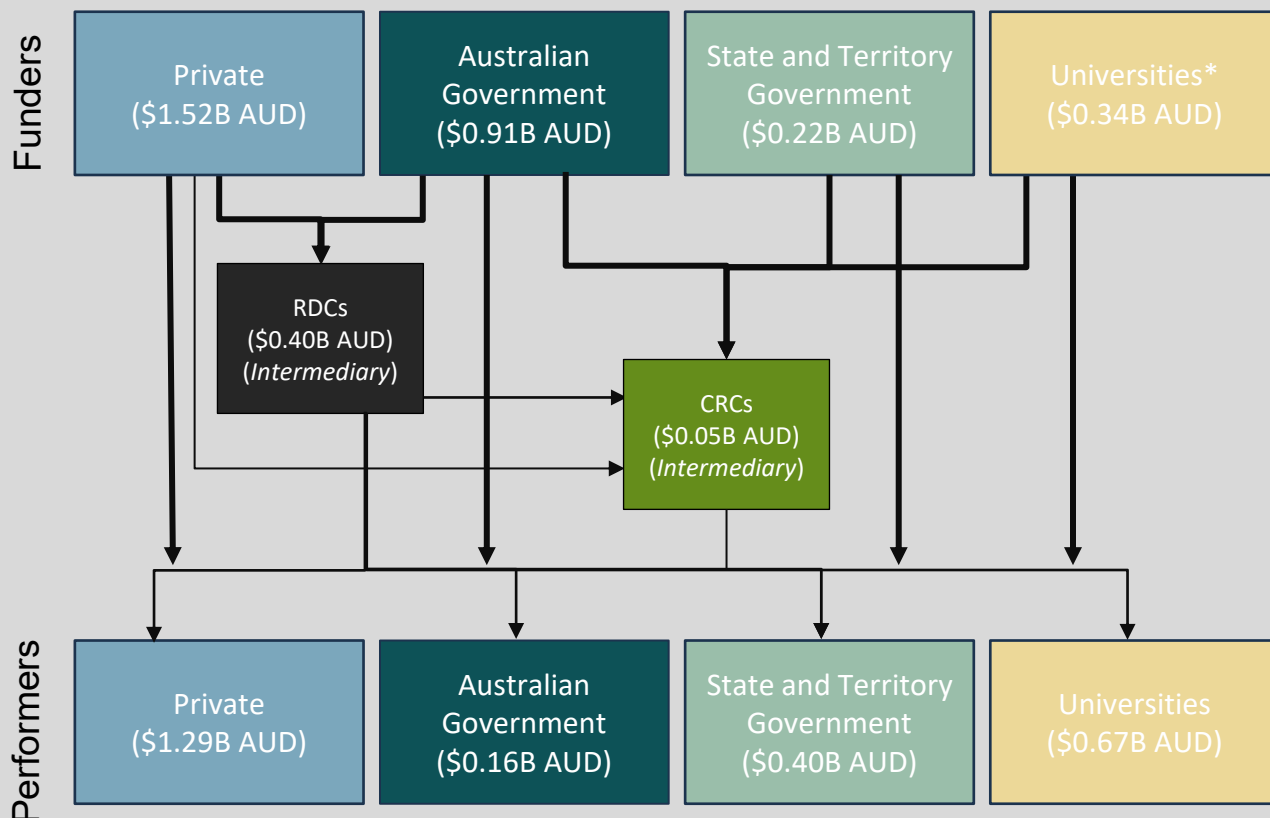 Funders
Private
($1.52B AUD)
Australian
Government
($0.91B AUD)
State and Territory
Government
($0.22B AUD)
Universities*
($0.34B AUD)
RDCs
($0.40B AUD)
(Intermediary)
CRCs
($0.05B AUD)
(Intermediary)
Performers
Private
($1.29B AUD)
Australian
Government
($0.16B AUD)
State and Territory
Government
($0.40B AUD)
Universities
($0.67B AUD)